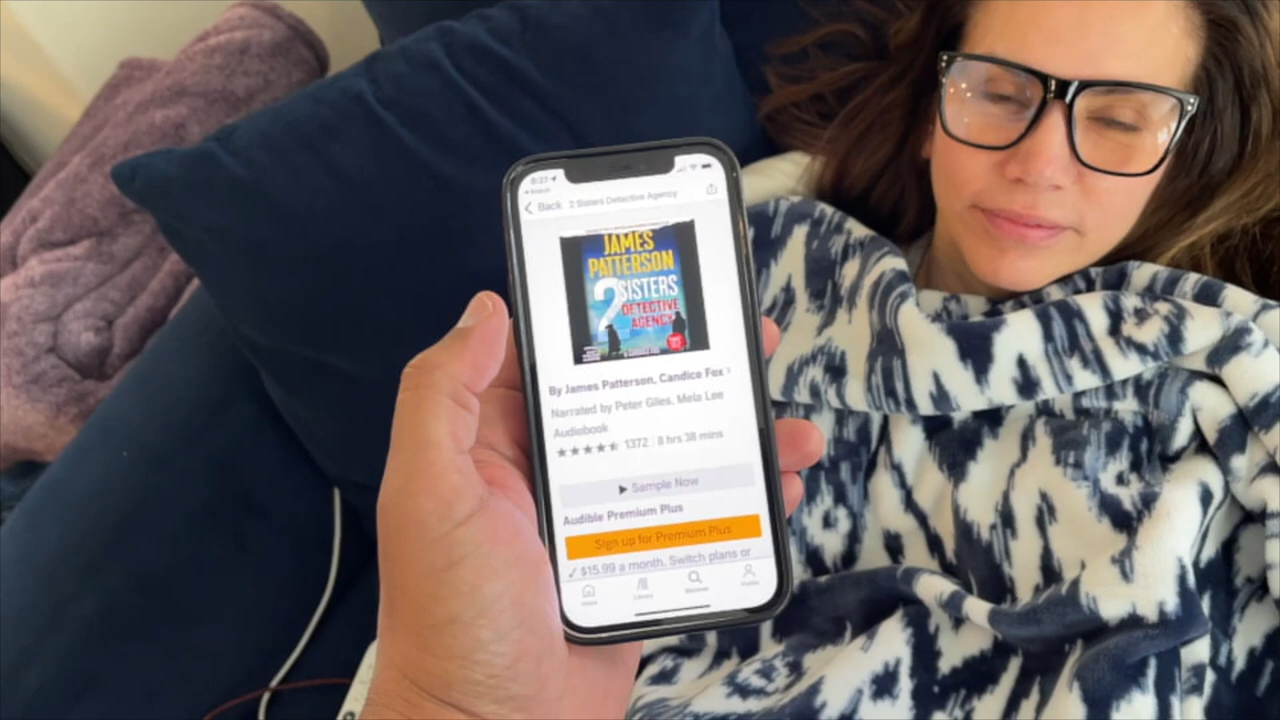 Back
2 Sisters Detective Agency
JAMES
PATTERSON
2 SISTERS
DETECTIVE
AGENCY
By James Patterson, Candice Fox
Narrated by Peter Giles, Mela Lee
Audiobook
1372 | 8 hrs 38 mins
Sample Now
Audible Premium Plus
Sign up for Premium Plus
✓ $15.99 a month. Switch plans or
Home
Library
Discover
Profile